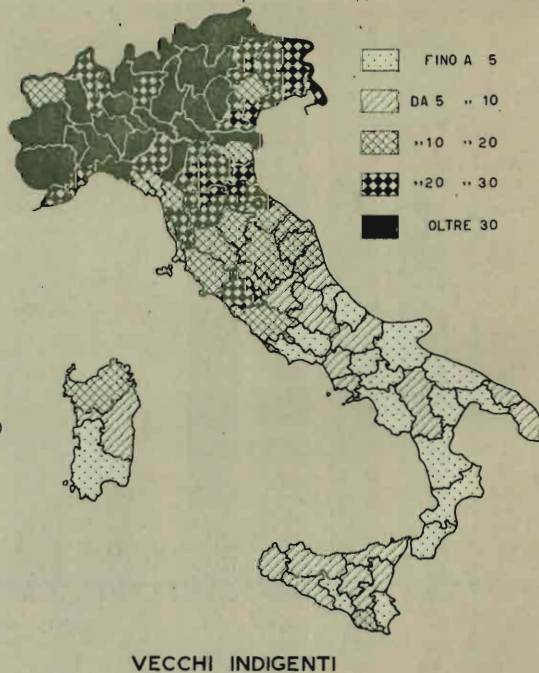 FINO A 5
DA 5 " 10
" 10 " 20
" 20 " 30
OLTRE 30
VECCHI INDIGENTI